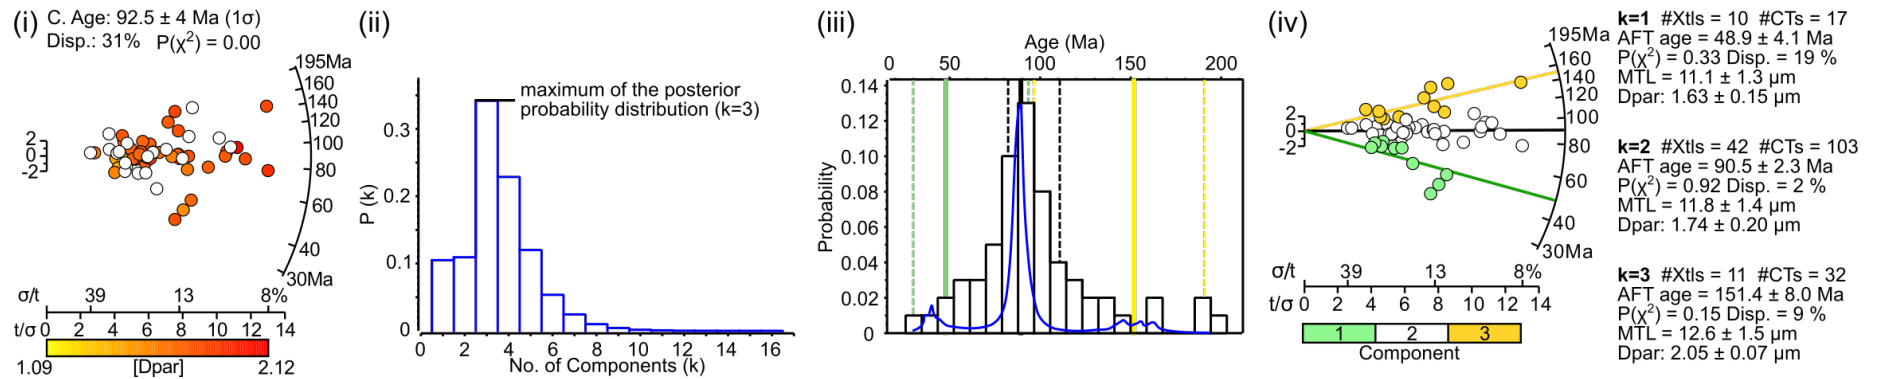 (i)
C. Age: 92.5 ± 4 Ma (1σ)
Disp.: 31% P(χ²) = 0.00
195Ma
160
140
120
100
80
60
40
30Ma
2
0
-2
σ/t 39 13 8%
t/σ 0 2 4 6 8 10 12 14
1.09 [Dpar] 2.12
(ii)
maximum of the posterior
probability distribution (k=3)
P (k)
0.3
0.2
0.1
0
0 2 4 6 8 10 12 14 16
No. of Components (k)
(iii)
Age (Ma)
0 50 100 150 200
Probability
0.14
0.12
0.10
0.08
0.06
0.04
0.02
0
(iv)
195Ma
160
140
120
100
80
60
40
30Ma
2
0
-2
σ/t 39 13 8%
t/σ 0 2 4 6 8 10 12 14
1 2 3
Component
k=1 #Xtls = 10 #CTs = 17
AFT age = 48.9 ± 4.1 Ma
P(χ²) = 0.33 Disp. = 19 %
MTL = 11.1 ± 1.3 µm
Dpar: 1.63 ± 0.15 µm
k=2 #Xtls = 42 #CTs = 103
AFT age = 90.5 ± 2.3 Ma
P(χ²) = 0.92 Disp. = 2 %
MTL = 11.8 ± 1.4 µm
Dpar: 1.74 ± 0.20 µm
k=3 #Xtls = 11 #CTs = 32
AFT age = 151.4 ± 8.0 Ma
P(χ²) = 0.15 Disp. = 9 %
MTL = 12.6 ± 1.5 µm
Dpar: 2.05 ± 0.07 µm